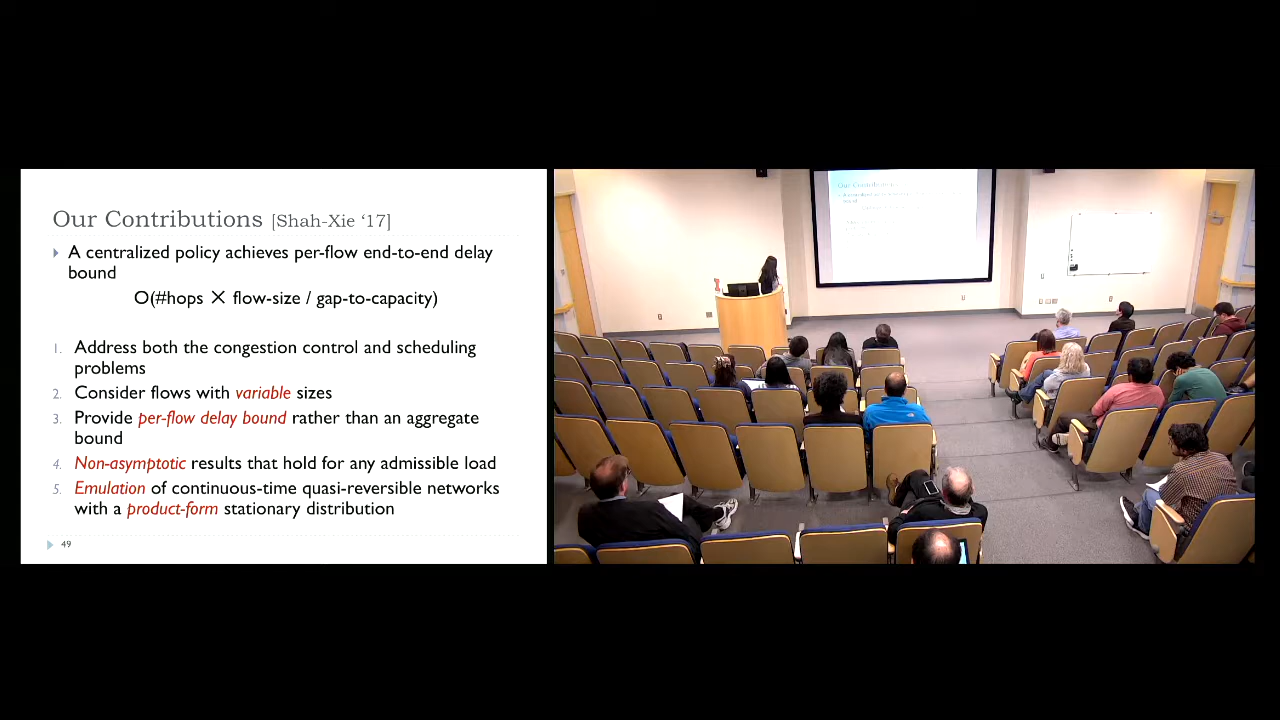 Our Contributions [Shah-Xie ‘17]
A centralized policy achieves per-flow end-to-end delay
bound
O(#hops × flow-size / gap-to-capacity)
1. Address both the congestion control and scheduling
problems
2. Consider flows with variable sizes
3. Provide per-flow delay bound rather than an aggregate
bound
4. Non-asymptotic results that hold for any admissible load
5. Emulation of continuous-time quasi-reversible networks
with a product-form stationary distribution
49
Our Contributions